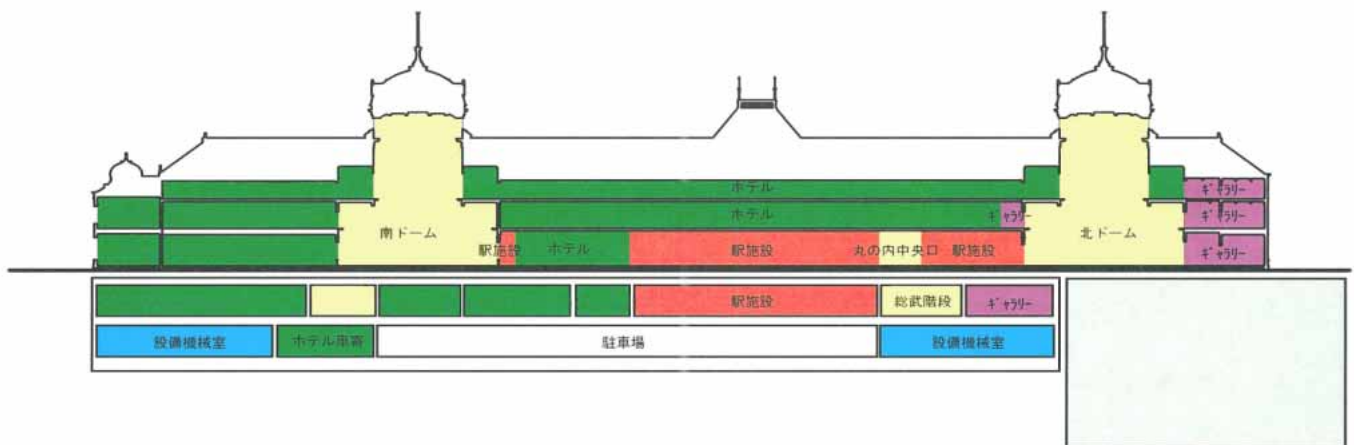 ホテル
ギャラリー
ホテル
ギャラリー
ギャラリー
南ドーム
北ドーム
駅施設
ホテル
駅施設
丸の内中央口
駅施設
ギャラリー
駅施設
総武階段
ギャラリー
設備機械室
ホテル車寄
駐車場
設備機械室